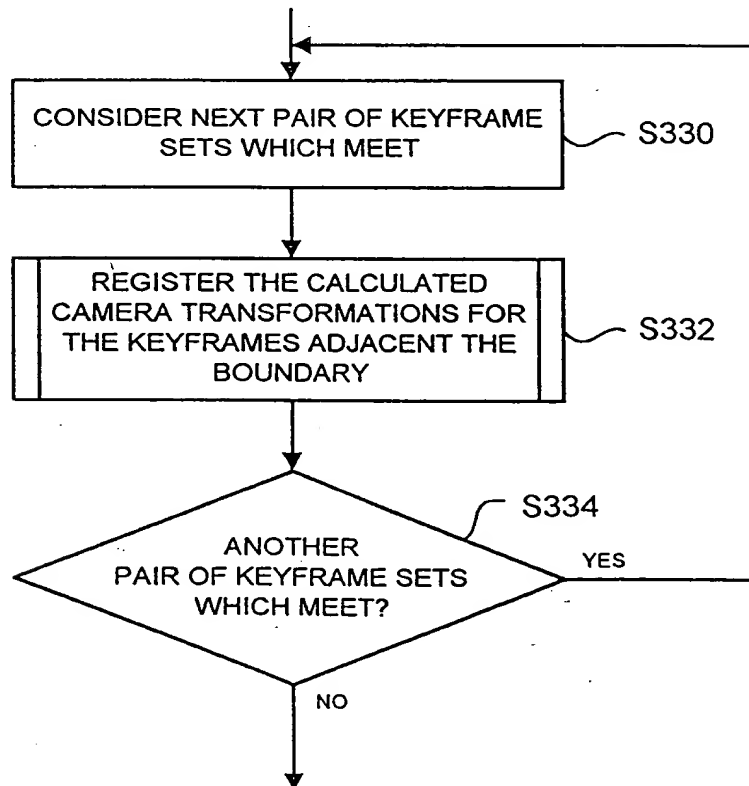 CONSIDER NEXT PAIR OF KEYFRAME
SETS WHICH MEET
S330
REGISTER THE CALCULATED
CAMERA TRANSFORMATIONS FOR
THE KEYFRAMES ADJACENT THE
BOUNDARY
S332
S334
ANOTHER
PAIR OF KEYFRAME SETS
WHICH MEET?
YES
NO